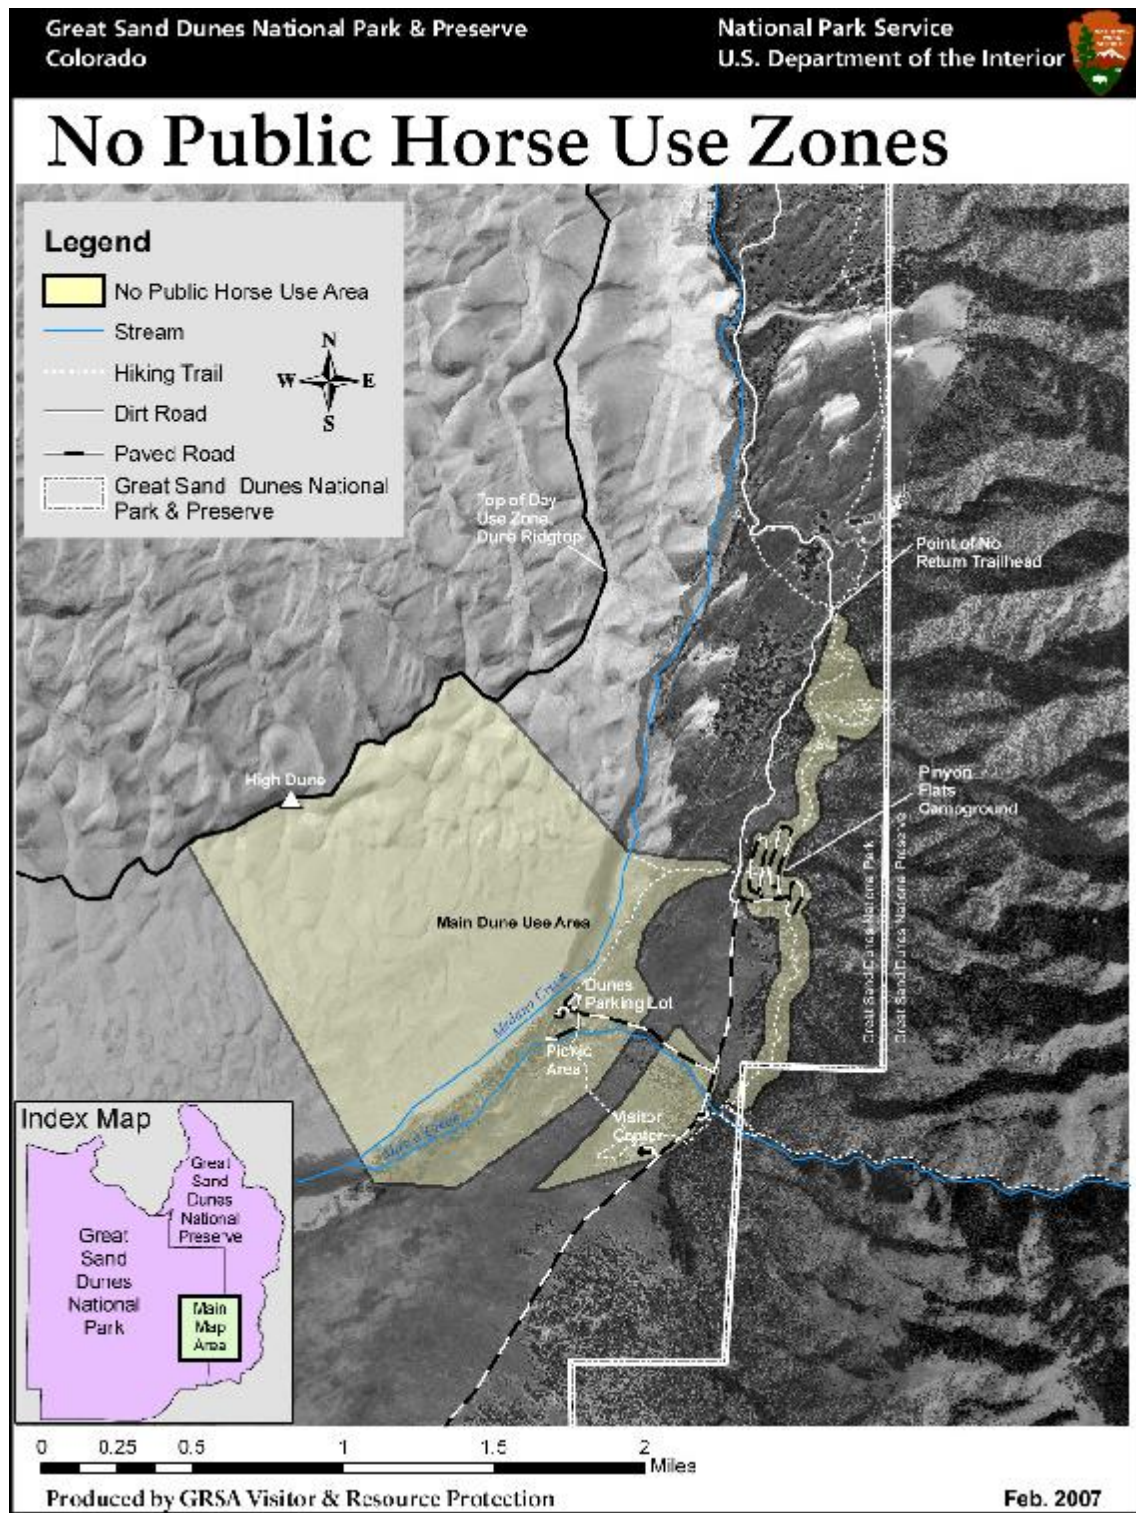 Great Sand Dunes National Park & Preserve
Colorado
National Park Service
U.S. Department of the Interior
No Public Horse Use Zones
Legend
No Public Horse Use Area
Stream
Hiking Trail
Dirt Road
Paved Road
Great Sand Dunes National
Park & Preserve
N
W E
S
Top of Day
Use Zone
Dune Ridgtop
Point of No
Return Trailhead
High Dune
Pinyon
Flats
Campground
Great Sand Dunes National Park
Great Sand Dunes National Preserve
Main Dune Use Area
Medano Creek
Dunes
Parking Lot
Picnic
Area
Visitor
Center
Index Map
Great
Sand
Dunes
National
Preserve
Great
Sand
Dunes
National
Park
Main
Map
Area
0 0.25 0.5 1 1.5 2
Miles
Produced by GRSA Visitor & Resource Protection
Feb. 2007